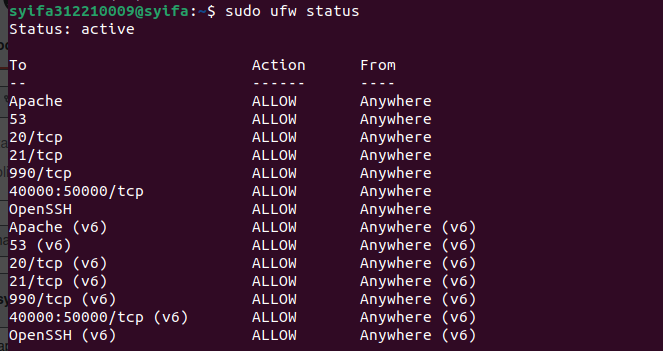 syifa312210009@syifa:~$ sudo ufw status
Status: active
To Action From
-- ------ ----
Apache ALLOW Anywhere
53 ALLOW Anywhere
20/tcp ALLOW Anywhere
21/tcp ALLOW Anywhere
990/tcp ALLOW Anywhere
40000:50000/tcp ALLOW Anywhere
OpenSSH ALLOW Anywhere
Apache (v6) ALLOW Anywhere (v6)
53 (v6) ALLOW Anywhere (v6)
20/tcp (v6) ALLOW Anywhere (v6)
21/tcp (v6) ALLOW Anywhere (v6)
990/tcp (v6) ALLOW Anywhere (v6)
40000:50000/tcp (v6) ALLOW Anywhere (v6)
OpenSSH (v6) ALLOW Anywhere (v6)